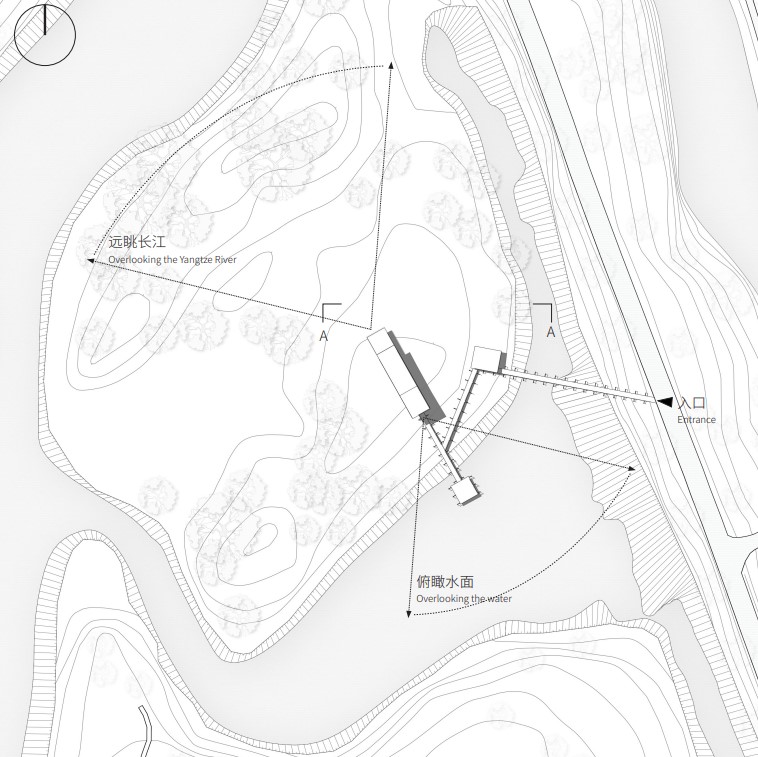 远眺长江
Overlooking the Yangtze River
A
A
入口
Entrance
俯瞰水面
Overlooking the water